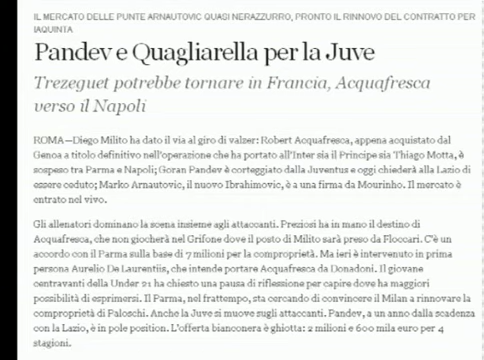 IL MERCATO DELLE PUNTE ARNAUTOVIC QUASI NERAZZURRO, PRONTO IL RINNOVO DEL CONTRATTO PER
IAQUINTA
Pandev e Quagliarella per la Juve
Trezeguet potrebbe tornare in Francia, Acquafresca
verso il Napoli
ROMA—Diego Milito ha dato il via al giro di valzer: Robert Acquafresca, appena acquistato dal
Genoa a titolo definitivo nell'operazione che ha portato all'Inter sia il Principe sia Thiago Motta, è
sospeso tra Parma e Napoli; Goran Pandev è corteggiato dalla Juventus e oggi chiederà alla Lazio di
essere ceduto; Marko Arnautovic, il nuovo Ibrahimovic, è a una firma da Mourinho. Il mercato è
entrato nel vivo.
Gli allenatori dominano la scena insieme agli attaccanti. Preziosi ha in mano il destino di
Acquafresca, che non giocherà nel Grifone dove il posto di Milito sarà preso da Floccari. C'è un
accordo con il Parma sulla base di 7 milioni per la comproprietà. Ma ieri è intervenuto in prima
persona Aurelio De Laurentiis, che intende portare Acquafresca da Donadoni. Il giovane
centravanti della Under 21 ha chiesto una pausa di riflessione per capire dove ha maggiori
possibilità di esprimersi. Il Parma, nel frattempo, sta cercando di convincere il Milan a rinnovare la
comproprietà di Paloschi. Anche la Juve si muove sugli attaccanti. Pandev, a un anno dalla scadenza
con la Lazio, è in pole position. L'offerta bianconera è ghiotta: 2 milioni e 600 mila euro per 4
stagioni.